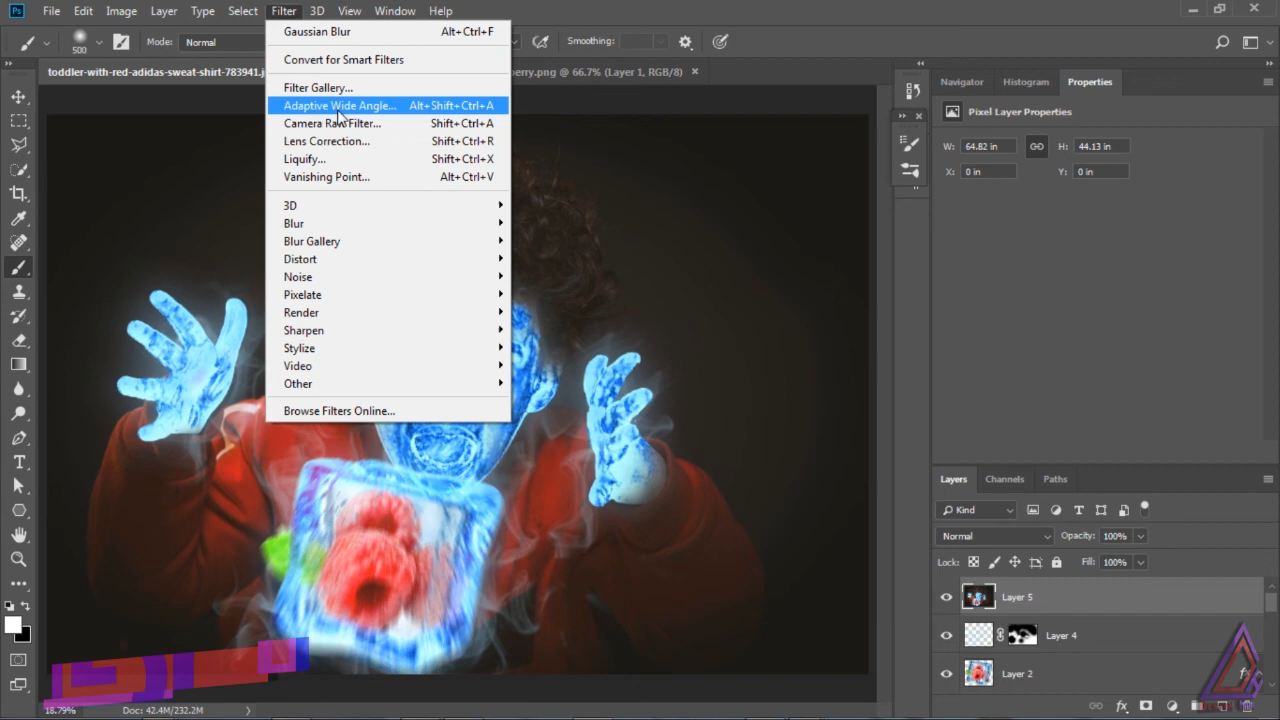 Ps File Edit Image Layer Type Select Filter 3D View Window Help
500 Mode: Normal Smoothing:
toddler-with-red-adidas-sweat-shirt-783941.j berry.png @ 66.7% (Layer 1, RGB/8) ×
Gaussian Blur Alt+Ctrl+F
Convert for Smart Filters
Filter Gallery...
Adaptive Wide Angle... Alt+Shift+Ctrl+A
Camera Raw Filter... Shift+Ctrl+A
Lens Correction... Shift+Ctrl+R
Liquify... Shift+Ctrl+X
Vanishing Point... Alt+Ctrl+V
3D
Blur
Blur Gallery
Distort
Noise
Pixelate
Render
Sharpen
Stylize
Video
Other
Browse Filters Online...
Navigator Histogram Properties
Pixel Layer Properties
W: 64.82 in H: 44.13 in
X: 0 in Y: 0 in
Layers Channels Paths
Kind
Normal Opacity: 100%
Lock: Fill: 100%
Layer 5
Layer 4
Layer 2 fx
18.79% Doc: 42.4M/232.2M